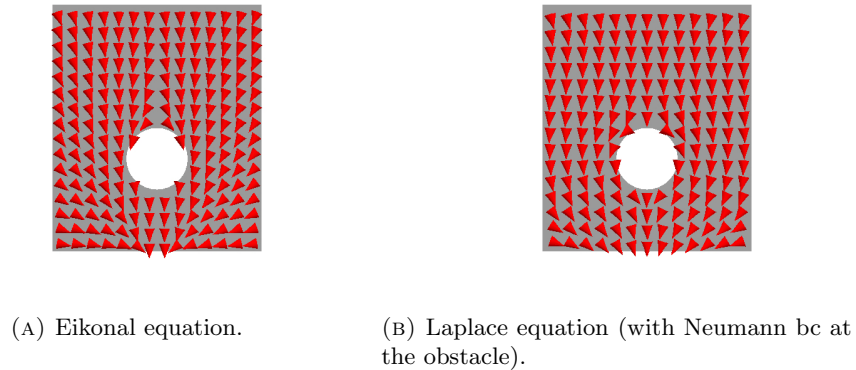 (A) Eikonal equation.
(B) Laplace equation (with Neumann bc at
the obstacle).